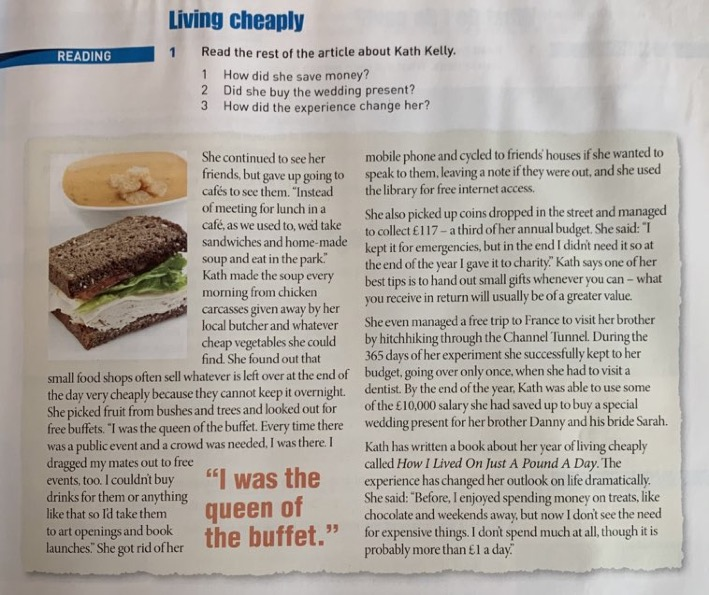 Living cheaply
READING
1 Read the rest of the article about Kath Kelly.
1 How did she save money?
2 Did she buy the wedding present?
3 How did the experience change her?
She continued to see her
friends, but gave up going to
cafés to see them. "Instead
of meeting for lunch in a
café, as we used to, we'd take
sandwiches and home-made
soup and eat in the park."
Kath made the soup every
morning from chicken
carcasses given away by her
local butcher and whatever
cheap vegetables she could
find. She found out that
small food shops often sell whatever is left over at the end of
the day very cheaply because they cannot keep it overnight.
She picked fruit from bushes and trees and looked out for
free buffets. "I was the queen of the buffet. Every time there
was a public event and a crowd was needed, I was there. I
dragged my mates out to free
events, too. I couldn't buy
drinks for them or anything
like that so I'd take them
to art openings and book
launches." She got rid of her
"I was the
queen of
the buffet."
mobile phone and cycled to friends' houses if she wanted to
speak to them, leaving a note if they were out, and she used
the library for free internet access.
She also picked up coins dropped in the street and managed
to collect £117 – a third of her annual budget. She said: "I
kept it for emergencies, but in the end I didn't need it so at
the end of the year I gave it to charity." Kath says one of her
best tips is to hand out small gifts whenever you can – what
you receive in return will usually be of a greater value.
She even managed a free trip to France to visit her brother
by hitchhiking through the Channel Tunnel. During the
365 days of her experiment she successfully kept to her
budget, going over only once, when she had to visit a
dentist. By the end of the year, Kath was able to use some
of the £10,000 salary she had saved up to buy a special
wedding present for her brother Danny and his bride Sarah.
Kath has written a book about her year of living cheaply
called How I Lived On Just A Pound A Day. The
experience has changed her outlook on life dramatically.
She said: "Before, I enjoyed spending money on treats, like
chocolate and weekends away, but now I don't see the need
for expensive things. I don't spend much at all, though it is
probably more than £1 a day."